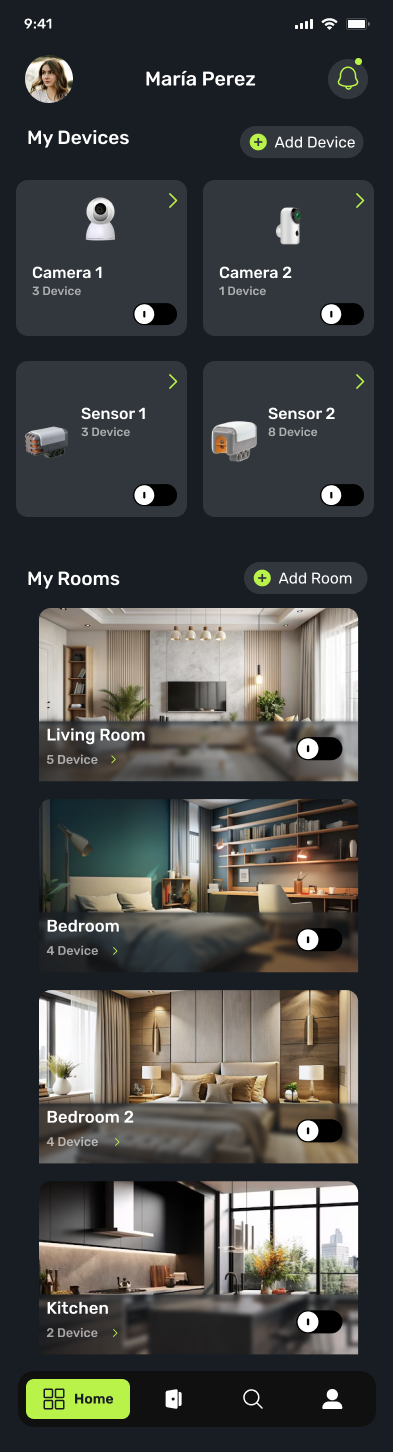 9:41
María Perez
My Devices
Add Device
Camera 1
3 Device
Camera 2
1 Device
Sensor 1
3 Device
Sensor 2
8 Device
My Rooms
Add Room
Living Room
5 Device
Bedroom
4 Device
Bedroom 2
4 Device
Kitchen
2 Device
Home